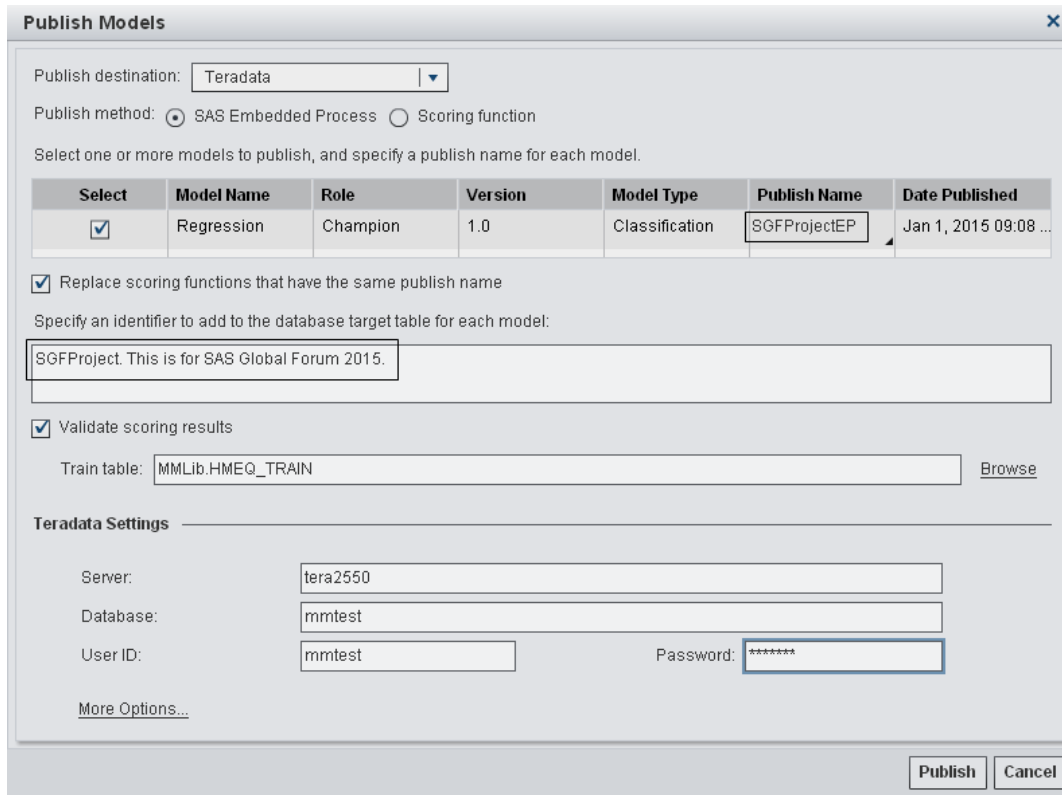 Publish Models
Publish destination: Teradata
Publish method: SAS Embedded Process Scoring function
Select one or more models to publish, and specify a publish name for each model.
Select Model Name Role Version Model Type Publish Name Date Published
Regression Champion 1.0 Classification SGFProjectEP Jan 1, 2015 09:08 ...
Replace scoring functions that have the same publish name
Specify an identifier to add to the database target table for each model:
SGFProject. This is for SAS Global Forum 2015.
Validate scoring results
Train table: MMLib.HMEQ_TRAIN Browse
Teradata Settings
Server: tera2550
Database: mmtest
User ID: mmtest Password: *******
More Options...
Publish Cancel